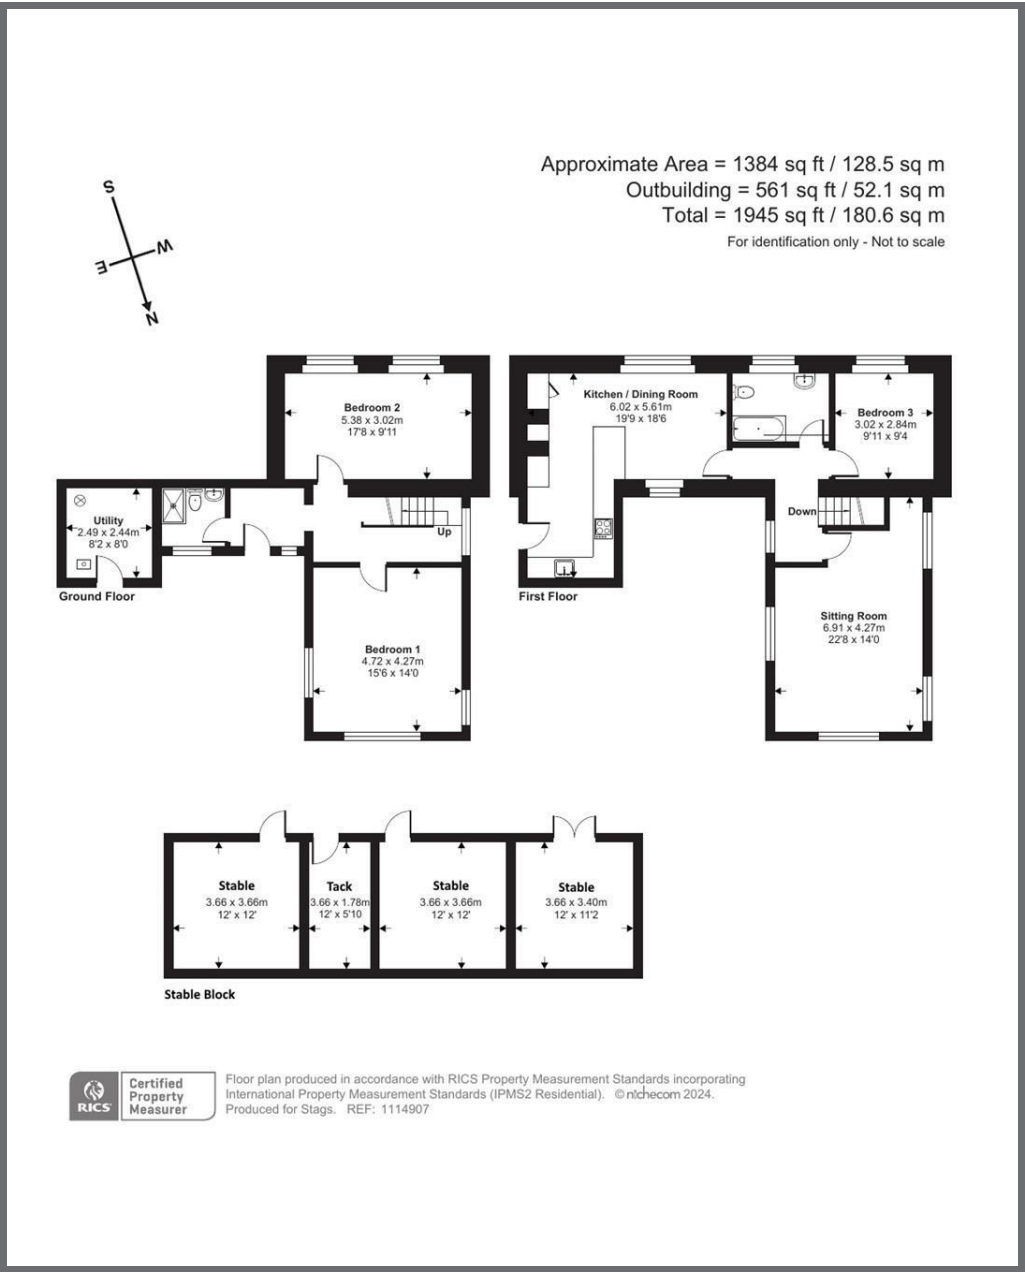 Approximate Area = 1384 sq ft / 128.5 sq m
Outbuilding = 561 sq ft / 52.1 sq m
Total = 1945 sq ft / 180.6 sq m
For identification only - Not to scale
S
W
E
N
Bedroom 2
5.38 x 3.02m
17'8 x 9'11
Utility
2.49 x 2.44m
8'2 x 8'0
Up
Ground Floor
Bedroom 1
4.72 x 4.27m
15'6 x 14'0
Kitchen / Dining Room
6.02 x 5.61m
19'9 x 18'6
Bedroom 3
3.02 x 2.84m
9'11 x 9'4
Down
First Floor
Sitting Room
6.91 x 4.27m
22'8 x 14'0
Stable
3.66 x 3.66m
12' x 12'
Tack
3.66 x 1.78m
12' x 5'10
Stable
3.66 x 3.66m
12' x 12'
Stable
3.66 x 3.40m
12' x 11'2
Stable Block
RICS
Certified
Property
Measurer
Floor plan produced in accordance with RICS Property Measurement Standards incorporating
International Property Measurement Standards (IPMS2 Residential). © nichecom 2024.
Produced for Stags. REF: 1114907